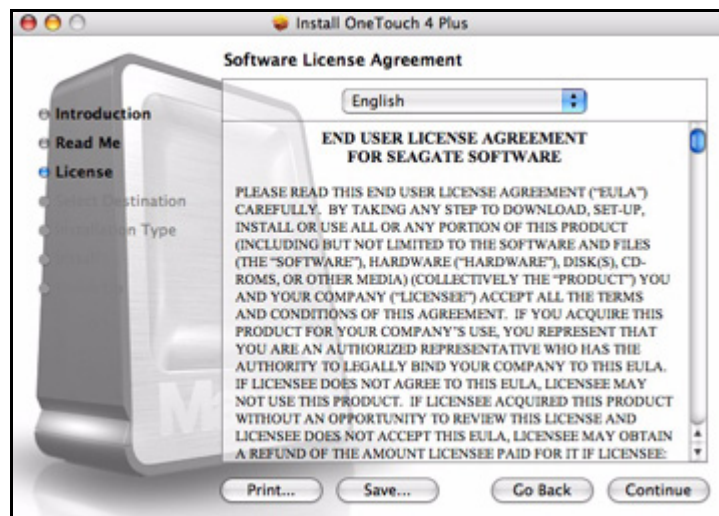 Install OneTouch 4 Plus
Software License Agreement
English
Introduction
Read Me
License
Select Destination
Installation Type
END USER LICENSE AGREEMENT
FOR SEAGATE SOFTWARE
PLEASE READ THIS END USER LICENSE AGREEMENT ("EULA")
CAREFULLY. BY TAKING ANY STEP TO DOWNLOAD, SET-UP,
INSTALL OR USE ALL OR ANY PORTION OF THIS PRODUCT
(INCLUDING BUT NOT LIMITED TO THE SOFTWARE AND FILES
(THE "SOFTWARE"), HARDWARE ("HARDWARE"), DISK(S), CD-
ROMS, OR OTHER MEDIA) (COLLECTIVELY THE "PRODUCT") YOU
AND YOUR COMPANY ("LICENSEE") ACCEPT ALL THE TERMS
AND CONDITIONS OF THIS AGREEMENT. IF YOU ACQUIRE THIS
PRODUCT FOR YOUR COMPANY'S USE, YOU REPRESENT THAT
YOU ARE AN AUTHORIZED REPRESENTATIVE WHO HAS THE
AUTHORITY TO LEGALLY BIND YOUR COMPANY TO THIS EULA.
IF LICENSEE DOES NOT AGREE TO THIS EULA, LICENSEE MAY
NOT USE THIS PRODUCT. IF LICENSEE ACQUIRED THIS PRODUCT
WITHOUT AN OPPORTUNITY TO REVIEW THIS LICENSE AND
LICENSEE DOES NOT ACCEPT THIS EULA, LICENSEE MAY OBTAIN
A REFUND OF THE AMOUNT LICENSEE PAID FOR IT IF LICENSEE:
Print...
Save...
Go Back
Continue